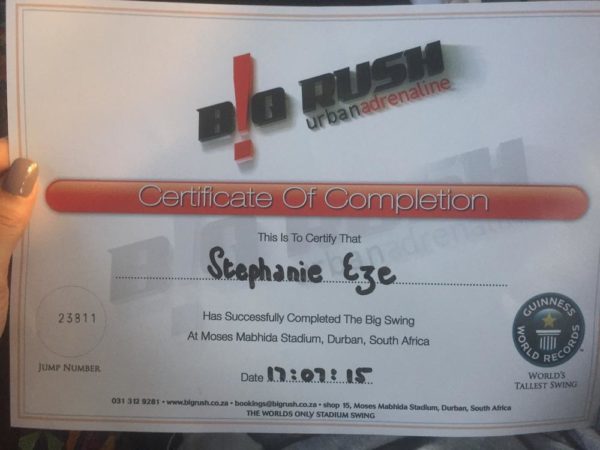 B!G RUSH
urbanadrenaline
Certificate Of Completion
This Is To Certify That
Stephanie Eze
Has Successfully Completed The Big Swing
At Moses Mabhida Stadium, Durban, South Africa
23811
JUMP NUMBER
Date 17:07:15
GUINNESS
WORLD RECORDS
WORLD'S
TALLEST SWING
031 312 9281 • www.bigrush.co.za • bookings@bigrush.co.za • shop 15, Moses Mabhida Stadium, Durban, South Africa
THE WORLDS ONLY STADIUM SWING